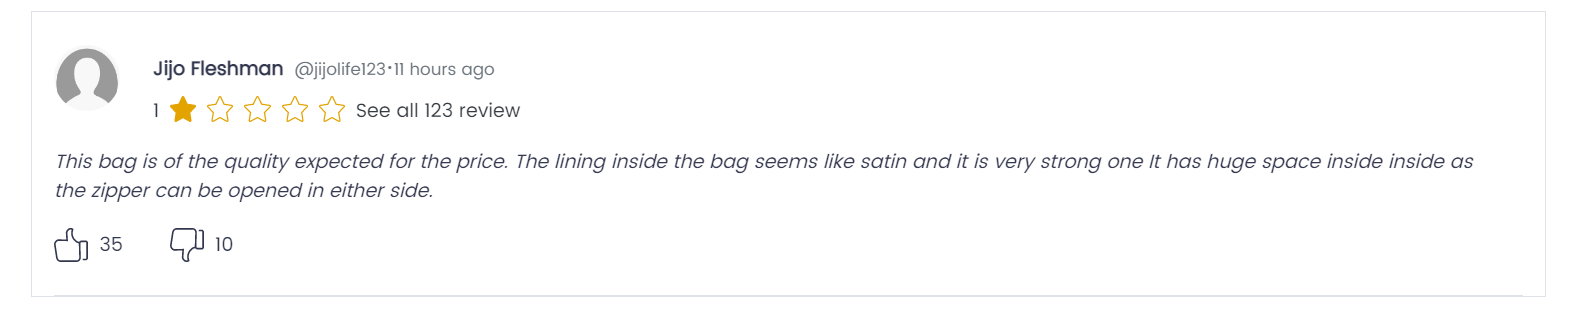 Jijo Fleshman @jijolife123·11 hours ago
1 See all 123 review
This bag is of the quality expected for the price. The lining inside the bag seems like satin and it is very strong one It has huge space inside inside as
the zipper can be opened in either side.
35 10